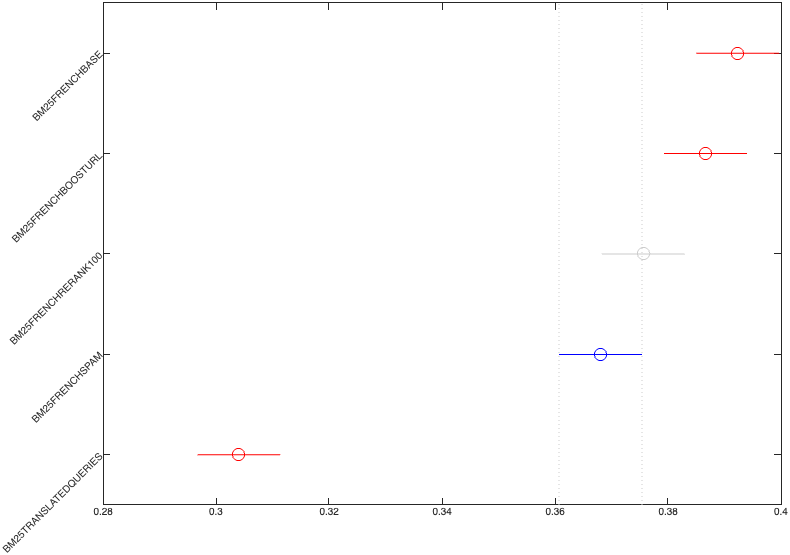 BM25FRENCHBASE
BM25FRENCHBOOSTURL
BM25FRENCHRERANK100
BM25FRENCHSPAM
BM25TRANSLATEDQUERIES
0.28 0.3 0.32 0.34 0.36 0.38 0.4